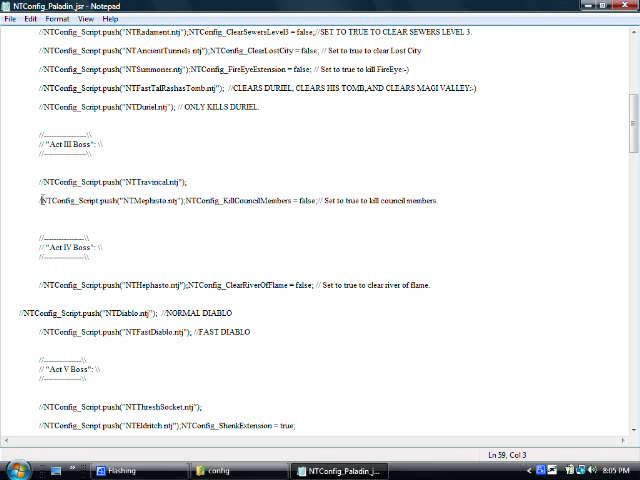 NTConfig_Paladin_.jsr - Notepad
File Edit Format View Help
//NTConfig_Script.push("NTRadament.ntj");NTConfig_ClearSewersLevel3 = false;//SET TO TRUE TO CLEAR SEWERS LEVEL 3.
//NTConfig_Script.push("NTAncientTunnels.ntj");NTConfig_ClearLostCity = false; // Set to true to clear Lost City
//NTConfig_Script.push("NTSummoner.ntj");NTConfig_FireEyeExtension = false; // Set to true to kill FireEye:-)
//NTConfig_Script.push("NTFastTalRashasTomb.ntj"); //CLEARS DURIEL, CLEARS HIS TOMB,AND CLEARS MAGI VALLEY:-)
//NTConfig_Script.push("NTDuriel.ntj"); // ONLY KILLS DURIEL.
//---------------\\
// "Act III Boss": \\
//---------------\\
//NTConfig_Script.push("NTTravincal.ntj");
/NTConfig_Script.push("NTMephisto.ntj");NTConfig_KillCouncilMembers = false;// Set to true to kill council members.
//---------------\\
// "Act IV Boss": \\
//---------------\\
//NTConfig_Script.push("NTHephasto.ntj");NTConfig_ClearRiverOfFlame = false; // Set to true to clear river of flame.
//NTConfig_Script.push("NTDiablo.ntj"); //NORMAL DIABLO
//NTConfig_Script.push("NTFastDiablo.ntj"); //FAST DIABLO
//-------------\\
// "Act V Boss": \\
//-------------\\
//NTConfig_Script.push("NTThreshSocket.ntj");
//NTConfig_Script.push("NTEldritch.ntj");NTConfig_ShenkExtension = true;
Ln 59, Col 3
Flashing config NTConfig_Paladin_.j... 8:05 PM